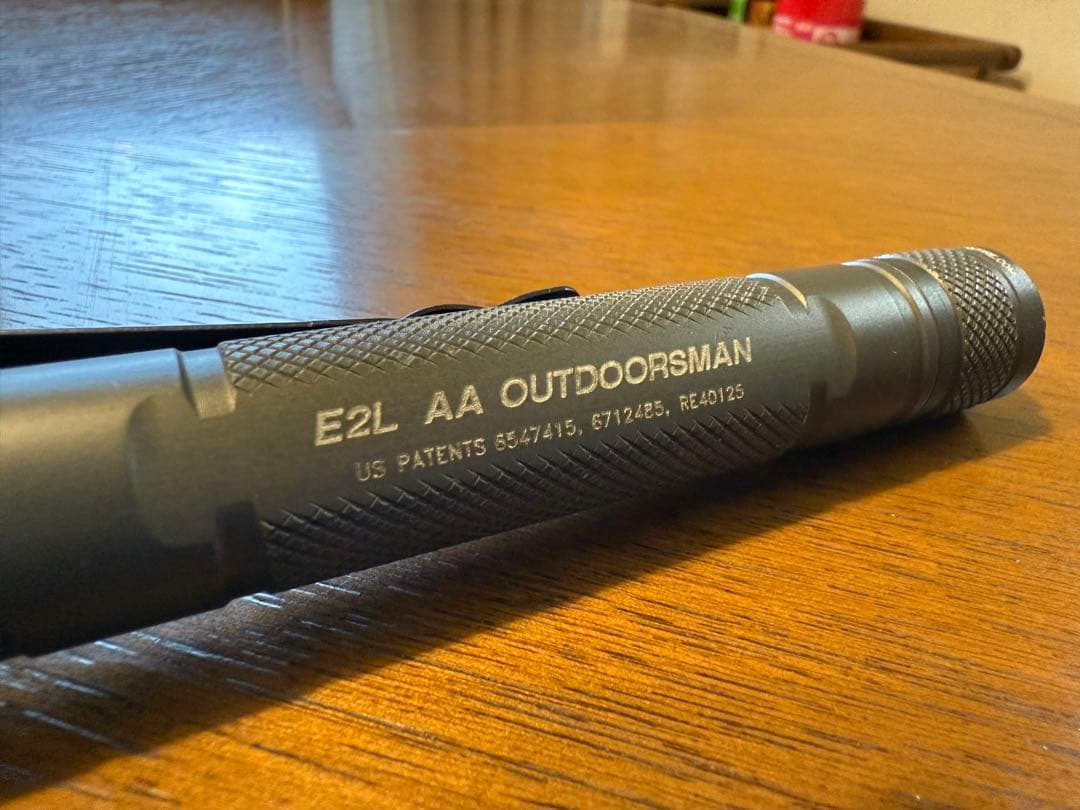 E2L AA OUTDOORSMAN
US PATENTS 6547415, 6712485, RE40125